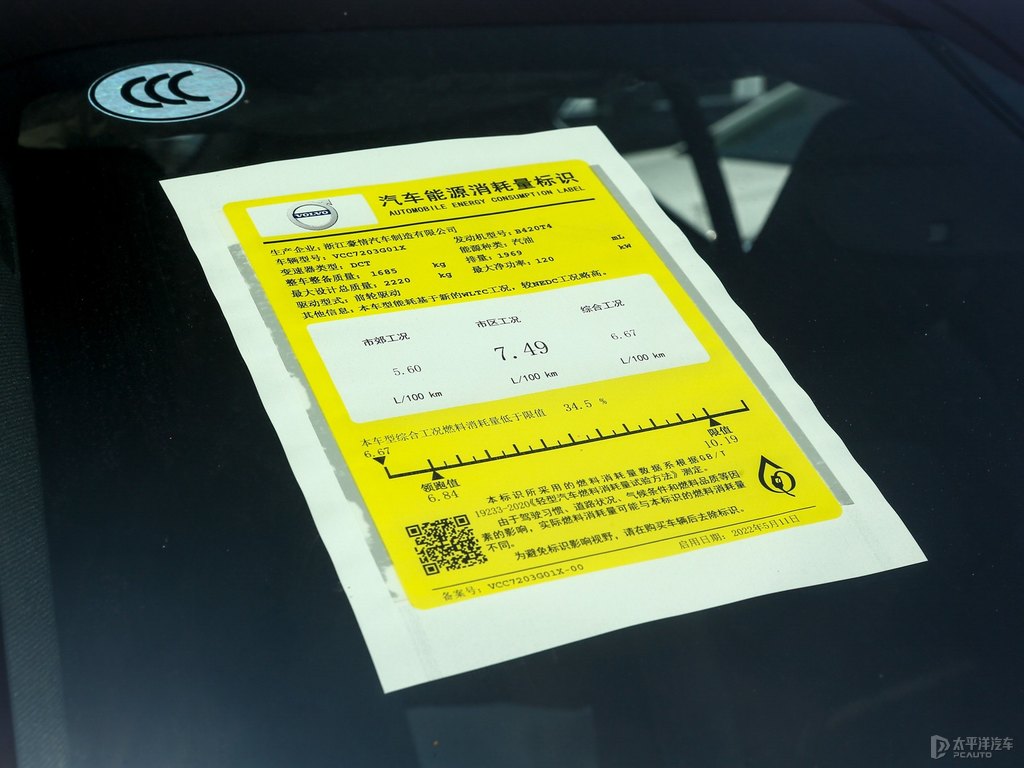 CCC
VOLVO
汽车能源消耗量标识
AUTOMOBILE ENERGY CONSUMPTION LABEL
生产企业：浙江豪情汽车制造有限公司
车辆型号：VCC7203G01X 发动机型号：B420T4
变速器类型：DCT 能源种类：汽油
整车整备质量：1685 kg 排量：1969 mL
最大设计总质量：2220 kg 最大净功率：120 kW
驱动型式：前轮驱动
其他信息：本车型能耗基于新的WLTC工况，较NEDC工况略高。
市郊工况 市区工况 综合工况
5.60 7.49 6.67
L/100 km L/100 km L/100 km
本车型综合工况燃料消耗量低于限值 34.5 %
6.67
领跑值 限值
6.84 10.19
本标识所采用的燃料消耗量数据系根据GB/T
19233-2020《轻型汽车燃料消耗量试验方法》测定。
由于驾驶习惯、道路状况、气候条件和燃料品质等因
素的影响，实际燃料消耗量可能与本标识的燃料消耗量
不同。
为避免标识影响视野，请在购买车辆后去除标识。
备案号：VCC7203G01X-00 启用日期：2022年5月11日
太平洋汽车
PCAUTO